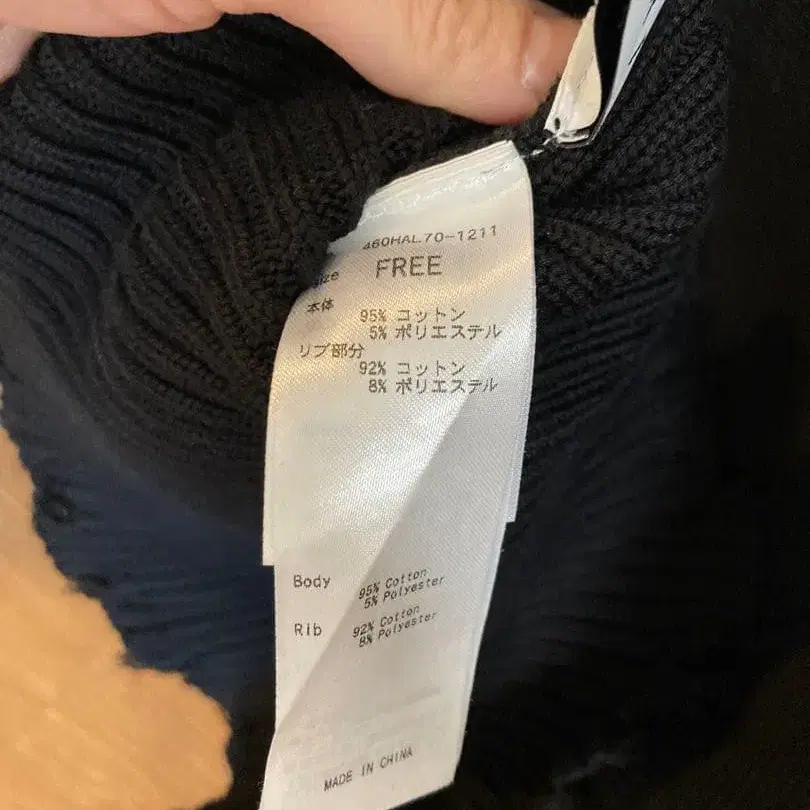 460HAL70-1211
size FREE
本体
95% コットン
5% ポリエステル
リブ部分
92% コットン
8% ポリエステル
Body 95% Cotton
5% Polyester
Rib 92% Cotton
8% Polyester
MADE IN CHINA